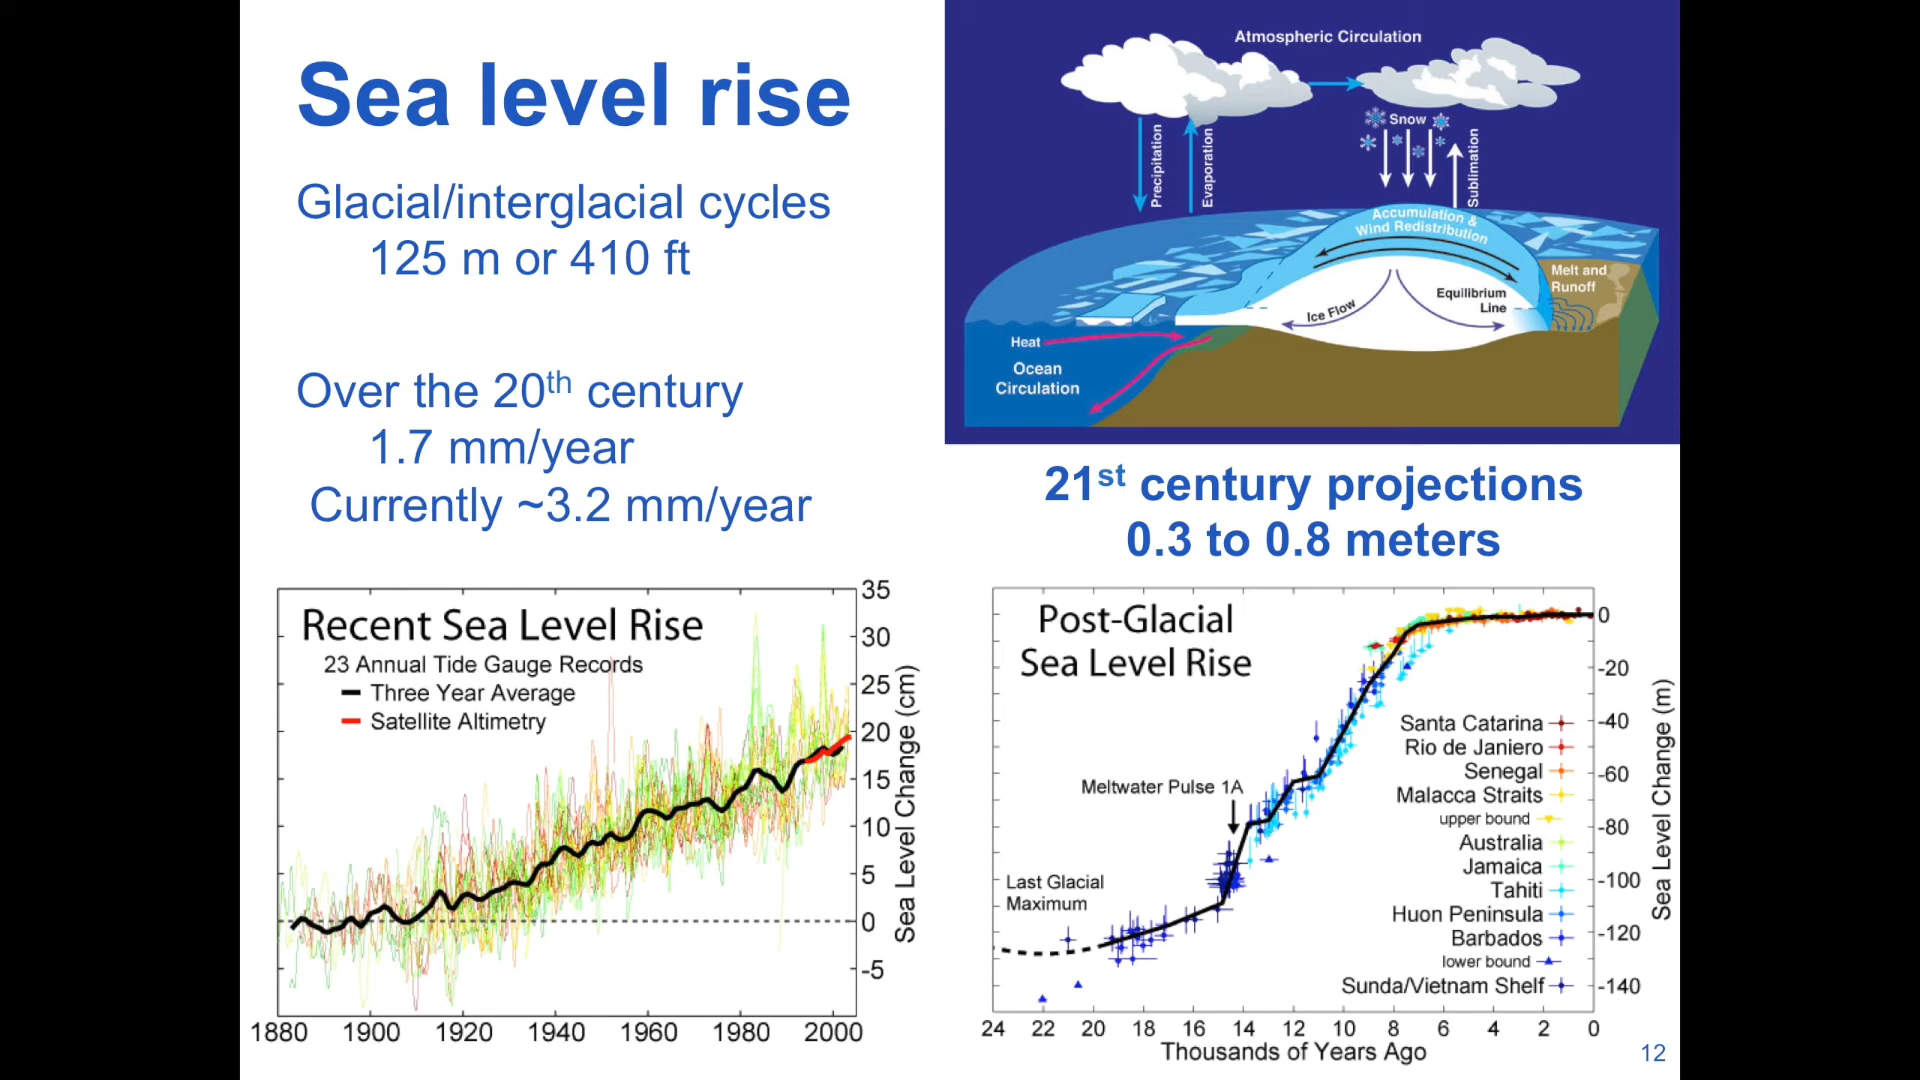 Sea level rise
Glacial/interglacial cycles
125 m or 410 ft
Over the 20th century
1.7 mm/year
Currently ~3.2 mm/year
Atmospheric Circulation
Precipitation
Evaporation
Snow
Sublimation
Accumulation &
Wind Redistribution
Melt and
Runoff
Equilibrium
Line
Ice Flow
Heat
Ocean
Circulation
21st century projections
0.3 to 0.8 meters
Recent Sea Level Rise
23 Annual Tide Gauge Records
Three Year Average
Satellite Altimetry
35
30
25
20
15
10
5
0
-5
Sea Level Change (cm)
1880 1900 1920 1940 1960 1980 2000
Post-Glacial
Sea Level Rise
Meltwater Pulse 1A
Last Glacial
Maximum
Santa Catarina
Rio de Janiero
Senegal
Malacca Straits
upper bound
Australia
Jamaica
Tahiti
Huon Peninsula
Barbados
lower bound
Sunda/Vietnam Shelf
0
-20
-40
-60
-80
-100
-120
-140
Sea Level Change (m)
24 22 20 18 16 14 12 10 8 6 4 2 0
Thousands of Years Ago
12